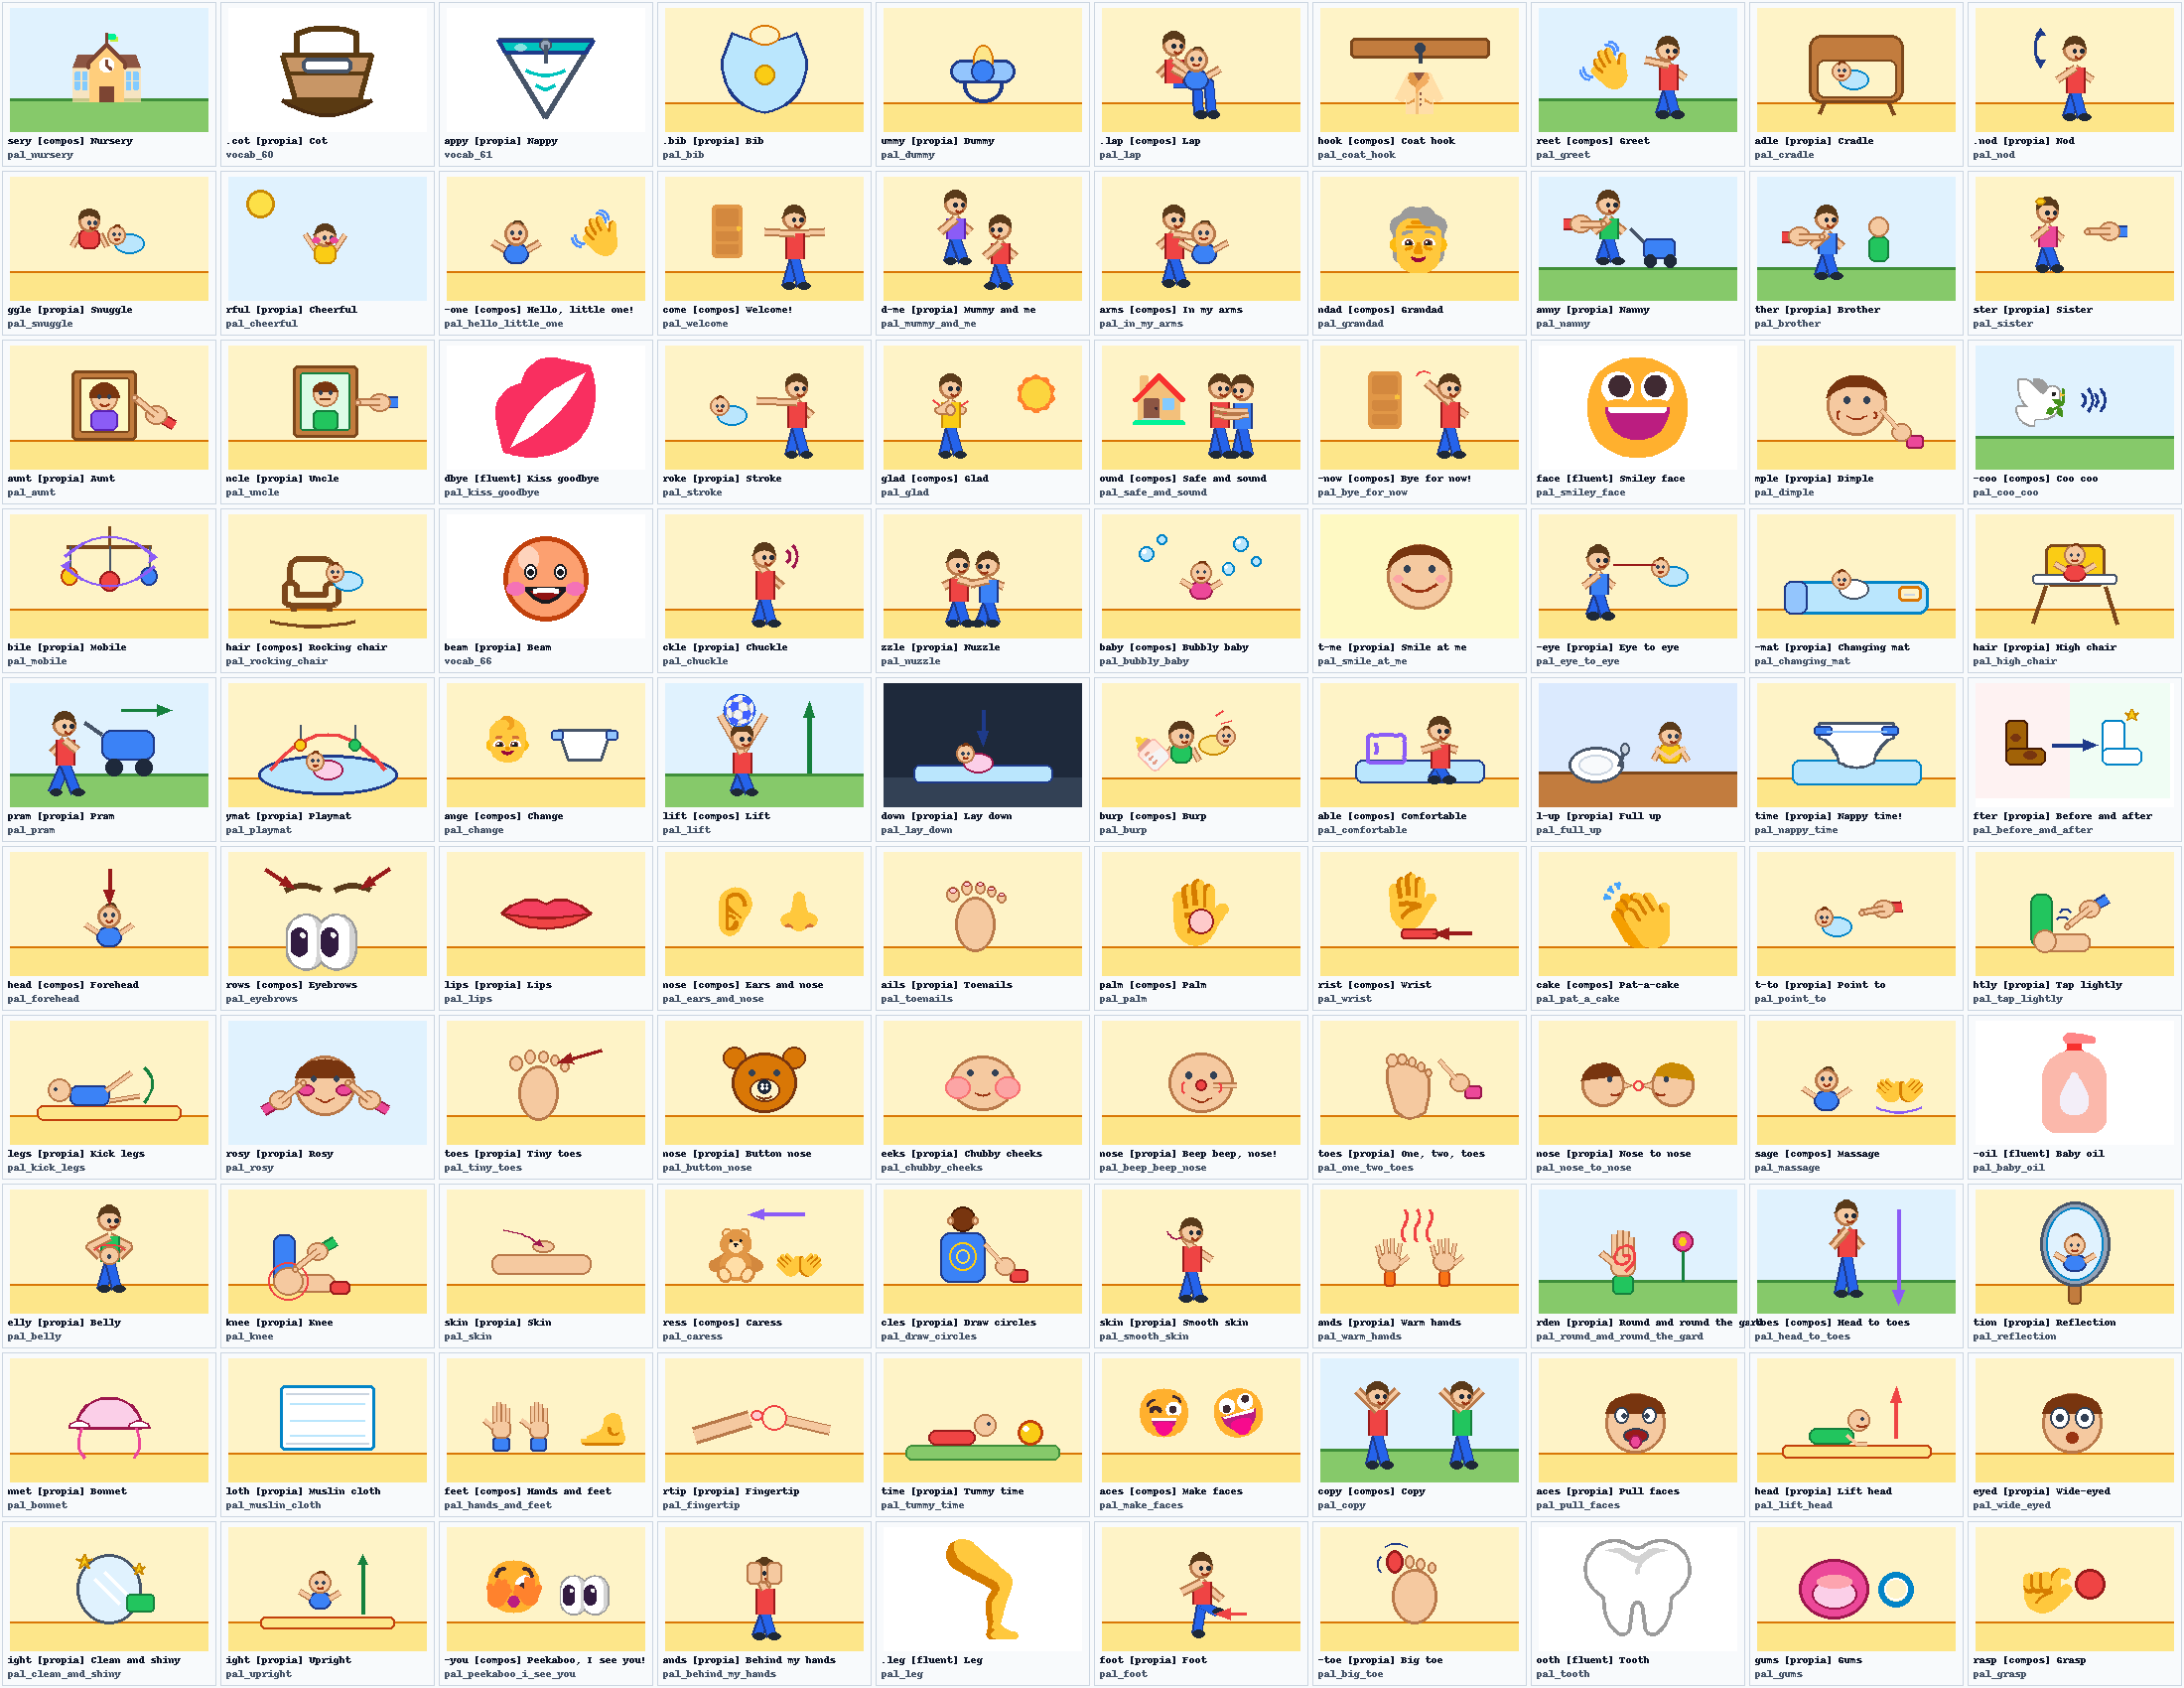 sery [compos] Nursery
pal_nursery
.cot [propia] Cot
vocab_60
appy [propia] Nappy
vocab_61
.bib [propia] Bib
pal_bib
ummy [propia] Dummy
pal_dummy
.lap [compos] Lap
pal_lap
hook [compos] Coat hook
pal_coat_hook
reet [compos] Greet
pal_greet
adle [propia] Cradle
pal_cradle
.nod [propia] Nod
pal_nod
ggle [propia] Snuggle
pal_snuggle
rful [propia] Cheerful
pal_cheerful
-one [compos] Hello, little one!
pal_hello_little_one
come [compos] Welcome!
pal_welcome
d-me [propia] Mummy and me
pal_mummy_and_me
arms [compos] In my arms
pal_in_my_arms
ndad [compos] Grandad
pal_grandad
anny [propia] Nanny
pal_nanny
ther [propia] Brother
pal_brother
ster [propia] Sister
pal_sister
aunt [propia] Aunt
pal_aunt
ncle [propia] Uncle
pal_uncle
dbye [fluent] Kiss goodbye
pal_kiss_goodbye
roke [propia] Stroke
pal_stroke
glad [compos] Glad
pal_glad
ound [compos] Safe and sound
pal_safe_and_sound
-now [compos] Bye for now!
pal_bye_for_now
face [fluent] Smiley face
pal_smiley_face
mple [propia] Dimple
pal_dimple
-coo [compos] Coo coo
pal_coo_coo
bile [propia] Mobile
pal_mobile
hair [compos] Rocking chair
pal_rocking_chair
beam [propia] Beam
vocab_66
ckle [propia] Chuckle
pal_chuckle
zzle [propia] Nuzzle
pal_nuzzle
baby [compos] Bubbly baby
pal_bubbly_baby
t-me [propia] Smile at me
pal_smile_at_me
-eye [propia] Eye to eye
pal_eye_to_eye
-mat [propia] Changing mat
pal_changing_mat
hair [propia] High chair
pal_high_chair
pram [propia] Pram
pal_pram
ymat [propia] Playmat
pal_playmat
ange [compos] Change
pal_change
lift [compos] Lift
pal_lift
down [propia] Lay down
pal_lay_down
burp [compos] Burp
pal_burp
able [compos] Comfortable
pal_comfortable
l-up [propia] Full up
pal_full_up
time [propia] Nappy time!
pal_nappy_time
fter [propia] Before and after
pal_before_and_after
head [compos] Forehead
pal_forehead
rows [compos] Eyebrows
pal_eyebrows
lips [propia] Lips
pal_lips
nose [compos] Ears and nose
pal_ears_and_nose
ails [propia] Toenails
pal_toenails
palm [compos] Palm
pal_palm
rist [compos] Wrist
pal_wrist
cake [compos] Pat-a-cake
pal_pat_a_cake
t-to [propia] Point to
pal_point_to
htly [propia] Tap lightly
pal_tap_lightly
legs [propia] Kick legs
pal_kick_legs
rosy [propia] Rosy
pal_rosy
toes [propia] Tiny toes
pal_tiny_toes
nose [propia] Button nose
pal_button_nose
eeks [propia] Chubby cheeks
pal_chubby_cheeks
nose [propia] Beep beep, nose!
pal_beep_beep_nose
toes [propia] One, two, toes
pal_one_two_toes
nose [propia] Nose to nose
pal_nose_to_nose
sage [compos] Massage
pal_massage
-oil [fluent] Baby oil
pal_baby_oil
elly [propia] Belly
pal_belly
knee [propia] Knee
pal_knee
skin [propia] Skin
pal_skin
ress [compos] Caress
pal_caress
cles [propia] Draw circles
pal_draw_circles
skin [propia] Smooth skin
pal_smooth_skin
ands [propia] Warm hands
pal_warm_hands
rden [propia] Round and round the gard
pal_round_and_round_the_gard
oes [compos] Head to toes
pal_head_to_toes
tion [propia] Reflection
pal_reflection
nnet [propia] Bonnet
pal_bonnet
loth [propia] Muslin cloth
pal_muslin_cloth
feet [compos] Hands and feet
pal_hands_and_feet
rtip [propia] Fingertip
pal_fingertip
time [propia] Tummy time
pal_tummy_time
aces [compos] Make faces
pal_make_faces
copy [compos] Copy
pal_copy
aces [propia] Pull faces
pal_pull_faces
head [propia] Lift head
pal_lift_head
eyed [propia] Wide-eyed
pal_wide_eyed
ight [propia] Clean and shiny
pal_clean_and_shiny
ight [propia] Upright
pal_upright
-you [compos] Peekaboo, I see you!
pal_peekaboo_i_see_you
ands [propia] Behind my hands
pal_behind_my_hands
.leg [fluent] Leg
pal_leg
foot [propia] Foot
pal_foot
-toe [propia] Big toe
pal_big_toe
ooth [fluent] Tooth
pal_tooth
gums [propia] Gums
pal_gums
rasp [compos] Grasp
pal_grasp